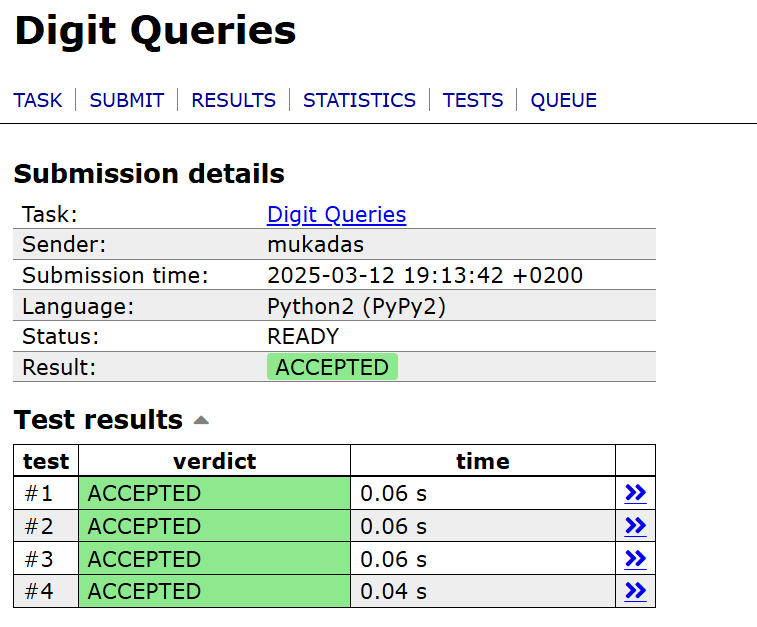 Digit Queries
TASK | SUBMIT | RESULTS | STATISTICS | TESTS | QUEUE
Submission details
Task: Digit Queries
Sender: mukadas
Submission time: 2025-03-12 19:13:42 +0200
Language: Python2 (PyPy2)
Status: READY
Result: ACCEPTED
Test results
test verdict time
#1 ACCEPTED 0.06 s »
#2 ACCEPTED 0.06 s »
#3 ACCEPTED 0.06 s »
#4 ACCEPTED 0.04 s »